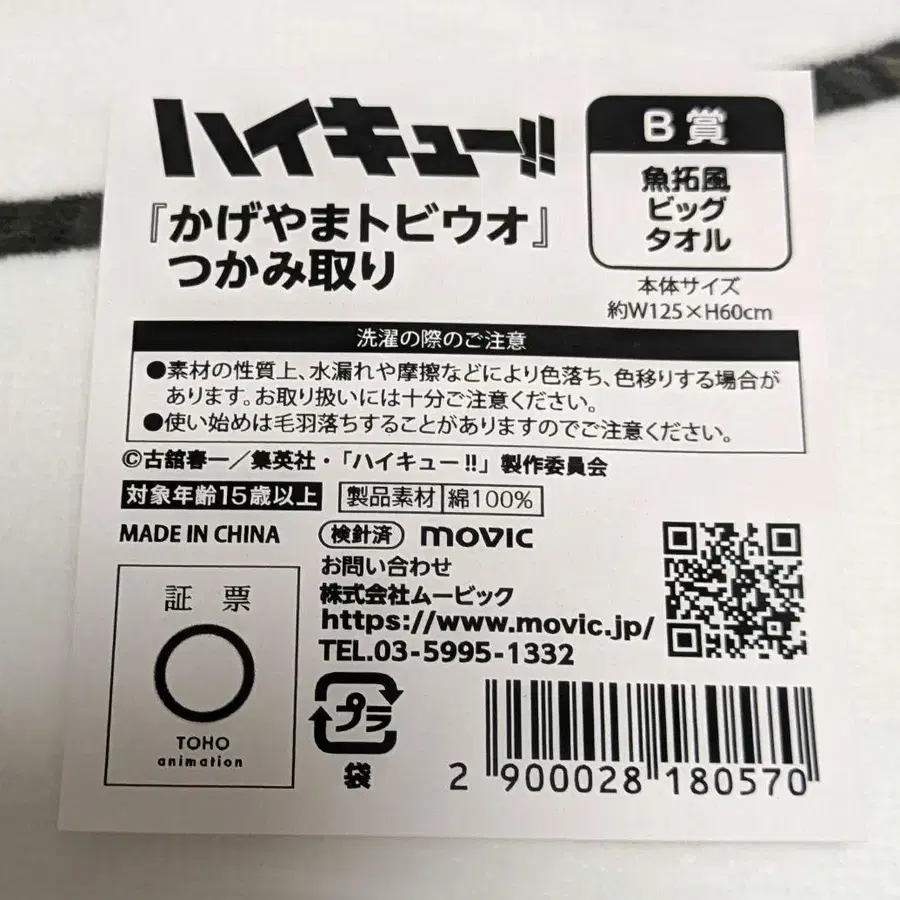 ハイキュー!!
『かげやまトビウオ』
つかみ取り
B賞
魚拓風
ビッグ
タオル
本体サイズ
約W125×H60cm
洗濯の際のご注意
●素材の性質上、水漏れや摩擦などにより色落ち、色移りする場合が
あります。お取り扱いには十分ご注意ください。
●使い始めは毛羽落ちすることがありますのでご注意ください。
©古舘春一／集英社・「ハイキュー!!」製作委員会
対象年齢15歳以上 製品素材 綿100%
MADE IN CHINA 検針済 movic
お問い合わせ
株式会社ムービック
https://www.movic.jp/
TEL.03-5995-1332
証 票
TOHO
animation
プラ
袋
2 900028 180570